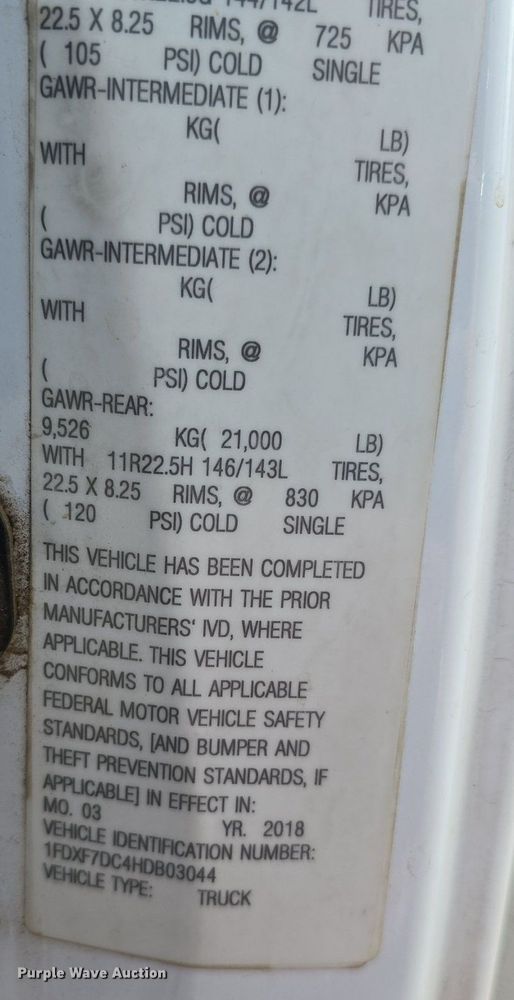 144/142L TIRES,
22.5 X 8.25 RIMS, @ 725 KPA
( 105 PSI) COLD SINGLE
GAWR-INTERMEDIATE (1):
KG( LB)
WITH TIRES,
RIMS, @ KPA
( PSI) COLD
GAWR-INTERMEDIATE (2):
KG( LB)
WITH TIRES,
RIMS, @ KPA
( PSI) COLD
GAWR-REAR:
9,526 KG( 21,000 LB)
WITH 11R22.5H 146/143L TIRES,
22.5 X 8.25 RIMS, @ 830 KPA
( 120 PSI) COLD SINGLE
THIS VEHICLE HAS BEEN COMPLETED
IN ACCORDANCE WITH THE PRIOR
MANUFACTURERS' IVD, WHERE
APPLICABLE. THIS VEHICLE
CONFORMS TO ALL APPLICABLE
FEDERAL MOTOR VEHICLE SAFETY
STANDARDS, [AND BUMPER AND
THEFT PREVENTION STANDARDS, IF
APPLICABLE] IN EFFECT IN:
MO. 03 YR. 2018
VEHICLE IDENTIFICATION NUMBER:
1FDXF7DC4HDB03044
VEHICLE TYPE: TRUCK
Purple Wave Auction